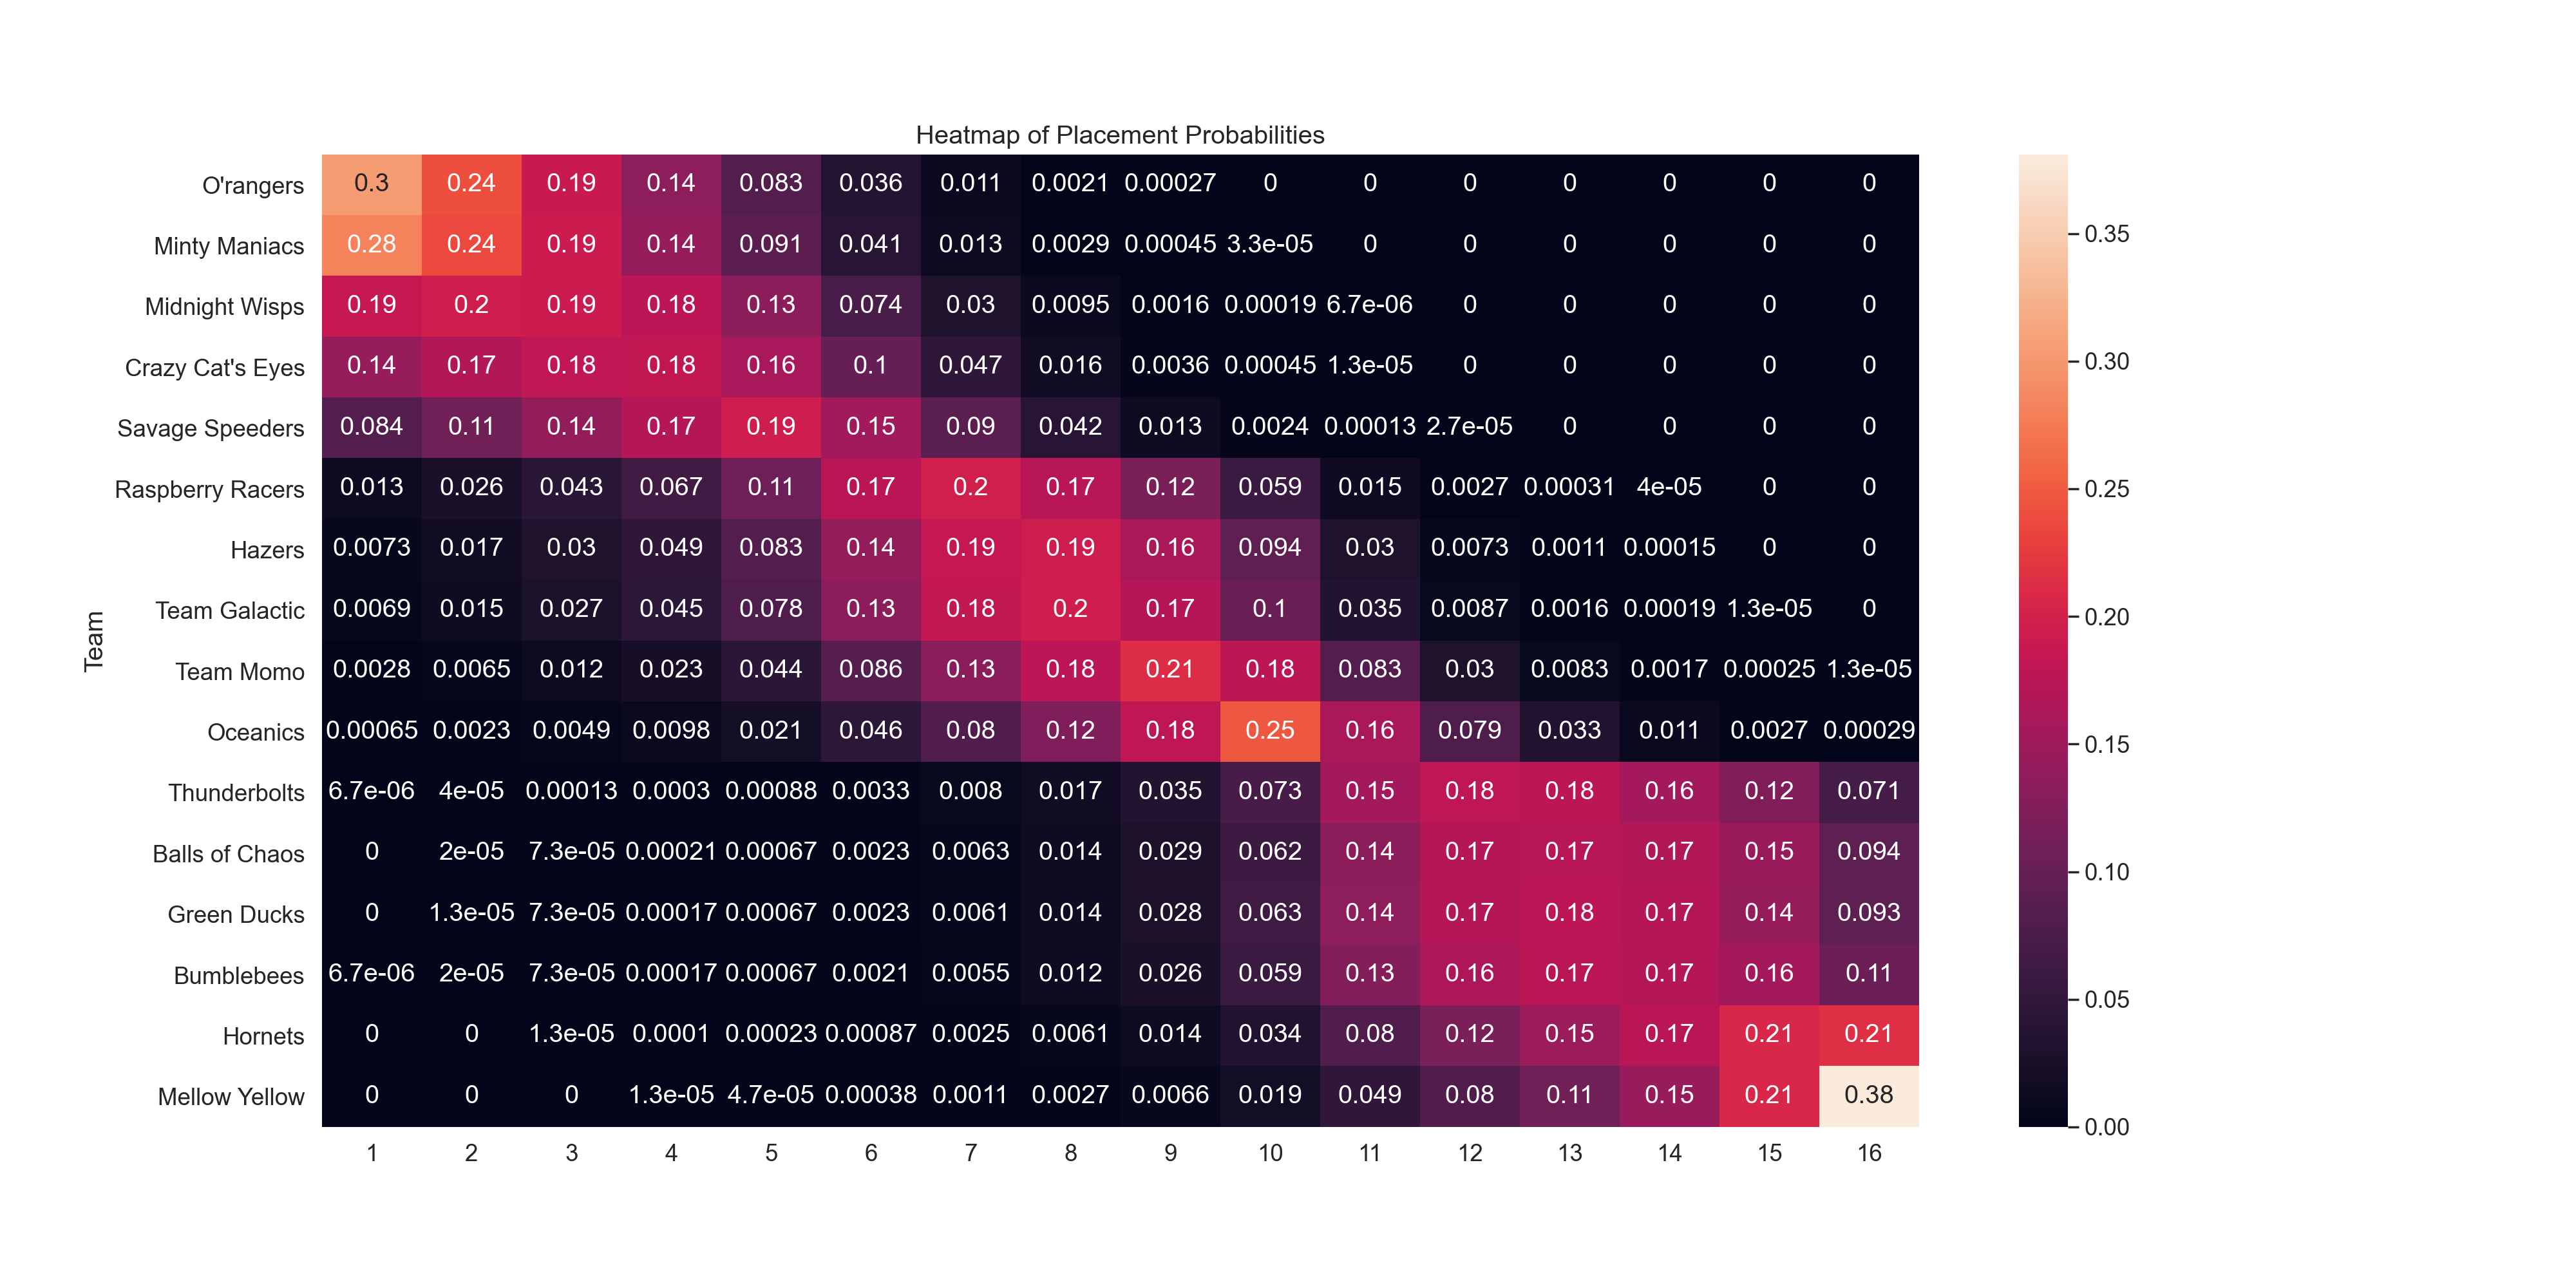 Heatmap of Placement Probabilities
O'rangers 0.3 0.24 0.19 0.14 0.083 0.036 0.011 0.0021 0.00027 0 0 0 0 0 0 0
Minty Maniacs 0.28 0.24 0.19 0.14 0.091 0.041 0.013 0.0029 0.00045 3.3e-05 0 0 0 0 0 0
Midnight Wisps 0.19 0.2 0.19 0.18 0.13 0.074 0.03 0.0095 0.0016 0.00019 6.7e-06 0 0 0 0 0
Crazy Cat's Eyes 0.14 0.17 0.18 0.18 0.16 0.1 0.047 0.016 0.0036 0.00045 1.3e-05 0 0 0 0 0
Savage Speeders 0.084 0.11 0.14 0.17 0.19 0.15 0.09 0.042 0.013 0.0024 0.00013 2.7e-05 0 0 0 0
Raspberry Racers 0.013 0.026 0.043 0.067 0.11 0.17 0.2 0.17 0.12 0.059 0.015 0.0027 0.00031 4e-05 0 0
Hazers 0.0073 0.017 0.03 0.049 0.083 0.14 0.19 0.19 0.16 0.094 0.03 0.0073 0.0011 0.00015 0 0
Team Galactic 0.0069 0.015 0.027 0.045 0.078 0.13 0.18 0.2 0.17 0.1 0.035 0.0087 0.0016 0.00019 1.3e-05 0
Team Momo 0.0028 0.0065 0.012 0.023 0.044 0.086 0.13 0.18 0.21 0.18 0.083 0.03 0.0083 0.0017 0.00025 1.3e-05
Oceanics 0.00065 0.0023 0.0049 0.0098 0.021 0.046 0.08 0.12 0.18 0.25 0.16 0.079 0.033 0.011 0.0027 0.00029
Thunderbolts 6.7e-06 4e-05 0.00013 0.0003 0.00088 0.0033 0.008 0.017 0.035 0.073 0.15 0.18 0.18 0.16 0.12 0.071
Balls of Chaos 0 2e-05 7.3e-05 0.00021 0.00067 0.0023 0.0063 0.014 0.029 0.062 0.14 0.17 0.17 0.17 0.15 0.094
Green Ducks 0 1.3e-05 7.3e-05 0.00017 0.00067 0.0023 0.0061 0.014 0.028 0.063 0.14 0.17 0.18 0.17 0.14 0.093
Bumblebees 6.7e-06 2e-05 7.3e-05 0.00017 0.00067 0.0021 0.0055 0.012 0.026 0.059 0.13 0.16 0.17 0.17 0.16 0.11
Hornets 0 0 1.3e-05 0.0001 0.00023 0.00087 0.0025 0.0061 0.014 0.034 0.08 0.12 0.15 0.17 0.21 0.21
Mellow Yellow 0 0 0 1.3e-05 4.7e-05 0.00038 0.0011 0.0027 0.0066 0.019 0.049 0.08 0.11 0.15 0.21 0.38
1 2 3 4 5 6 7 8 9 10 11 12 13 14 15 16
Team
0.35
0.30
0.25
0.20
0.15
0.10
0.05
0.00